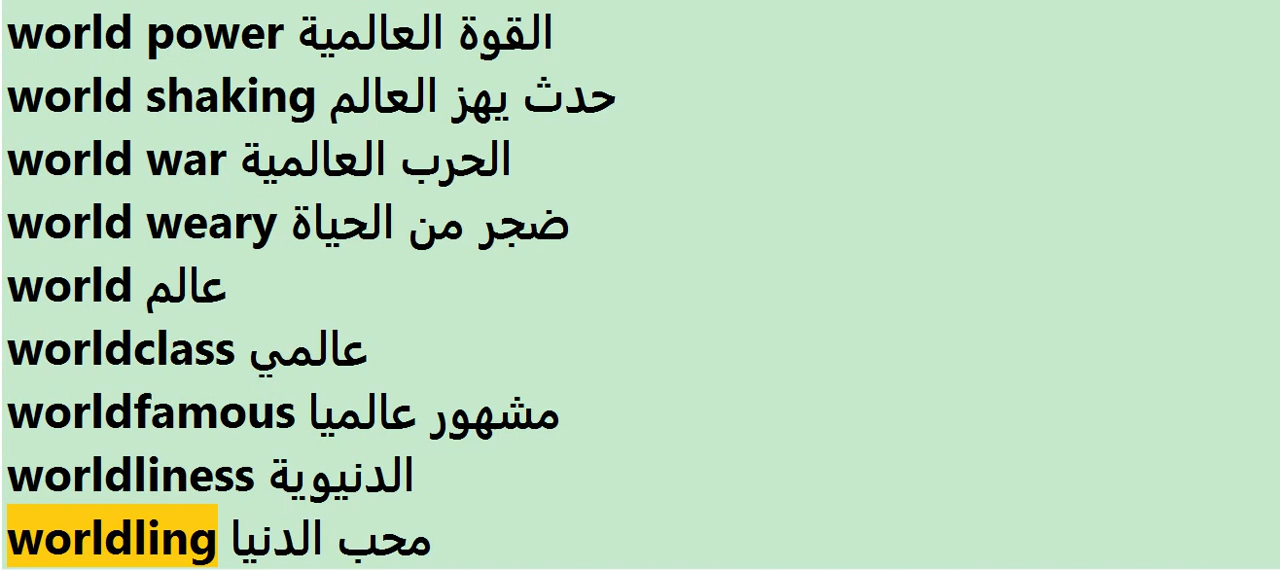 world power القوة العالمية
world shaking حدث يهز العالم
world war الحرب العالمية
world weary ضجر من الحياة
world عالم
worldclass عالمي
worldfamous مشهور عالميا
worldliness الدنيوية
worldling محب الدنيا